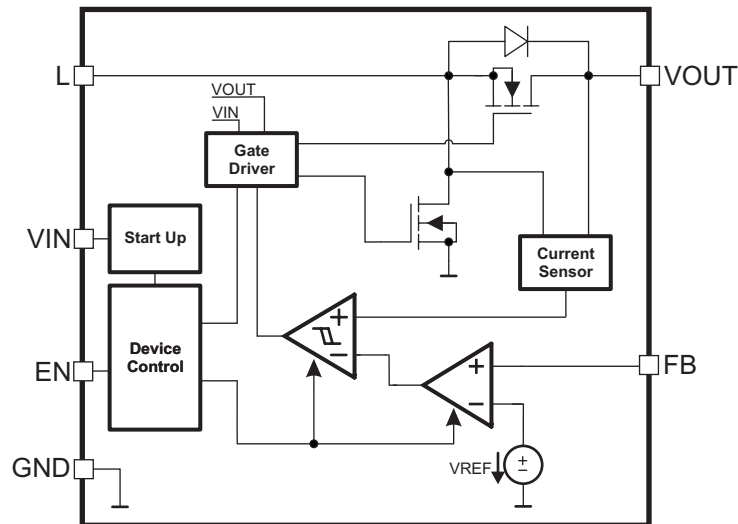 L
VOUT
VOUT
VIN
Gate
Driver
VIN
Start Up
Current
Sensor
Device
Control
EN
FB
GND
VREF
+
−
+
−
+
−